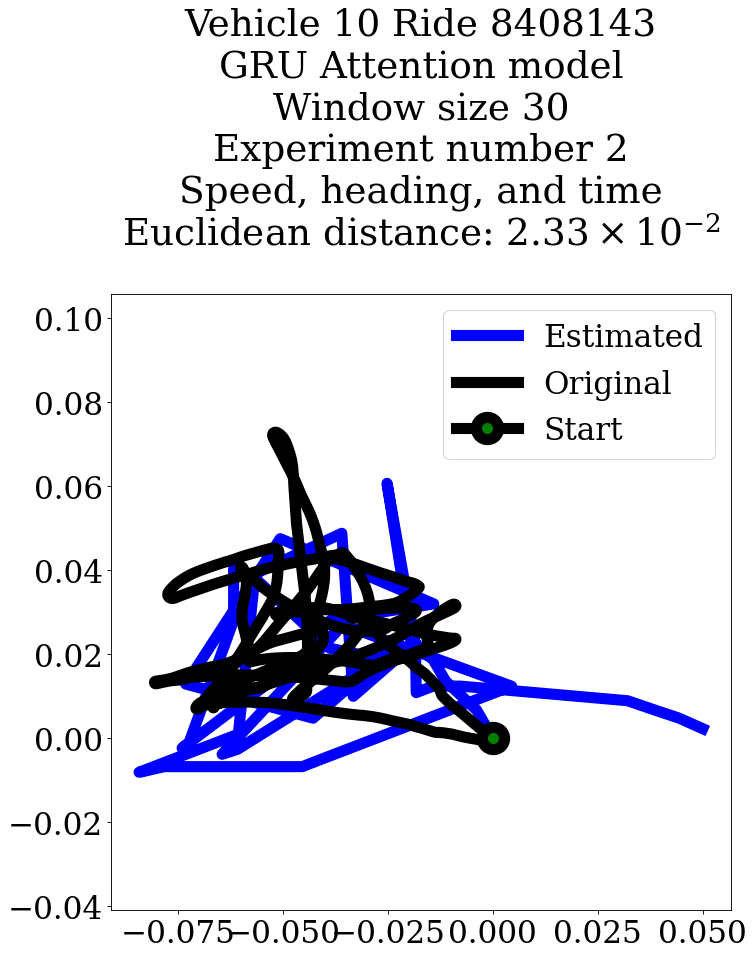 Vehicle 10 Ride 8408143
GRU Attention model
Window size 30
Experiment number 2
Speed, heading, and time
Euclidean distance: 2.33 × 10⁻²
Estimated
Original
Start
0.10
0.08
0.06
0.04
0.02
0.00
−0.02
−0.04
−0.075 −0.050 −0.025 0.000 0.025 0.050